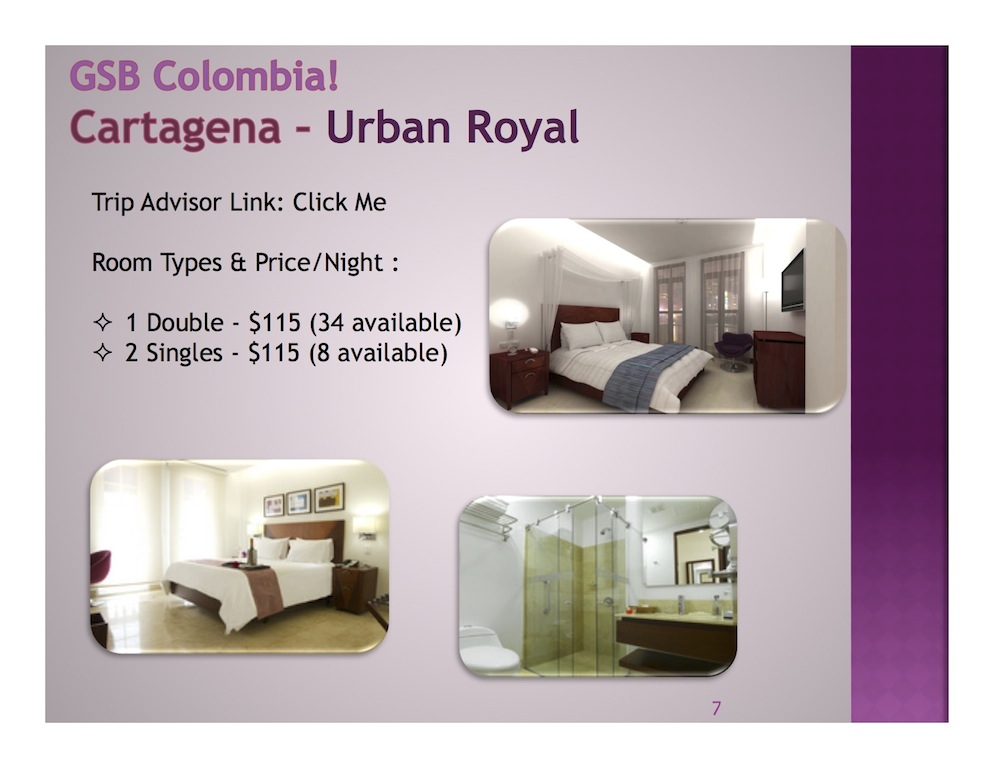 GSB Colombia!
Cartagena - Urban Royal
Trip Advisor Link: Click Me
Room Types & Price/Night :
✧ 1 Double - $115 (34 available)
✧ 2 Singles - $115 (8 available)
7